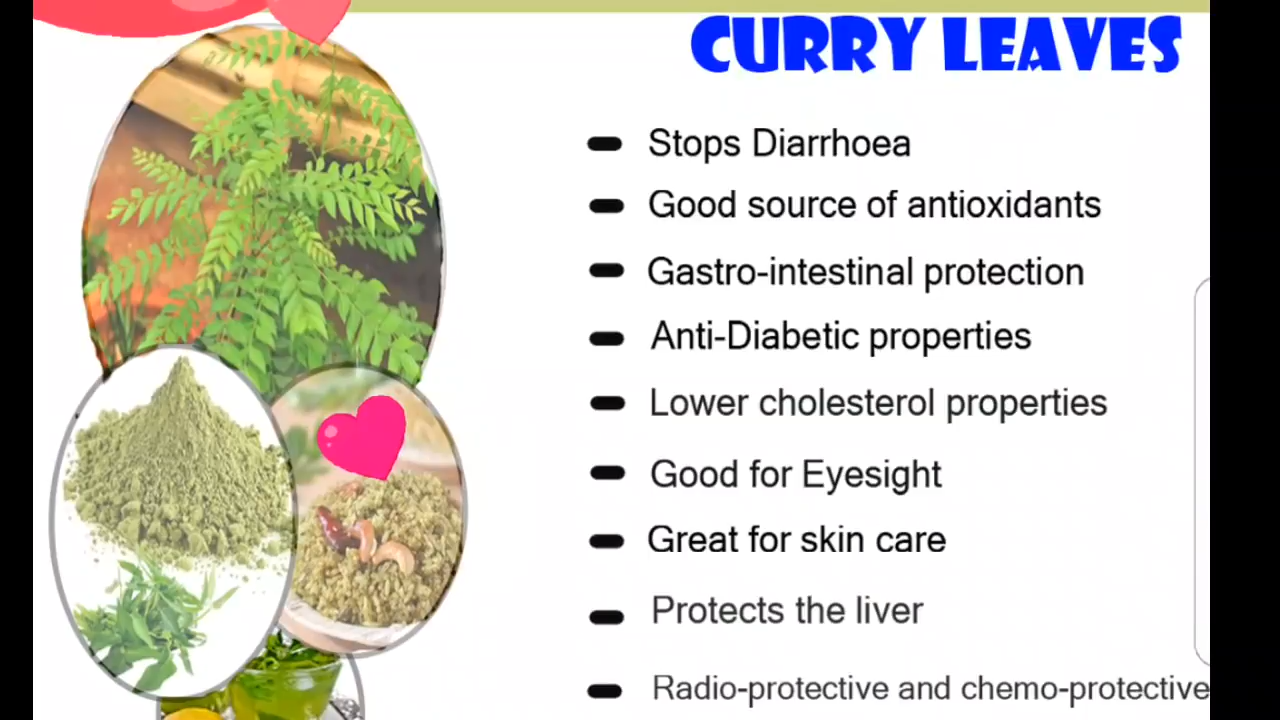 CURRY LEAVES
Stops Diarrhoea
Good source of antioxidants
Gastro-intestinal protection
Anti-Diabetic properties
Lower cholesterol properties
Good for Eyesight
Great for skin care
Protects the liver
Radio-protective and chemo-protective